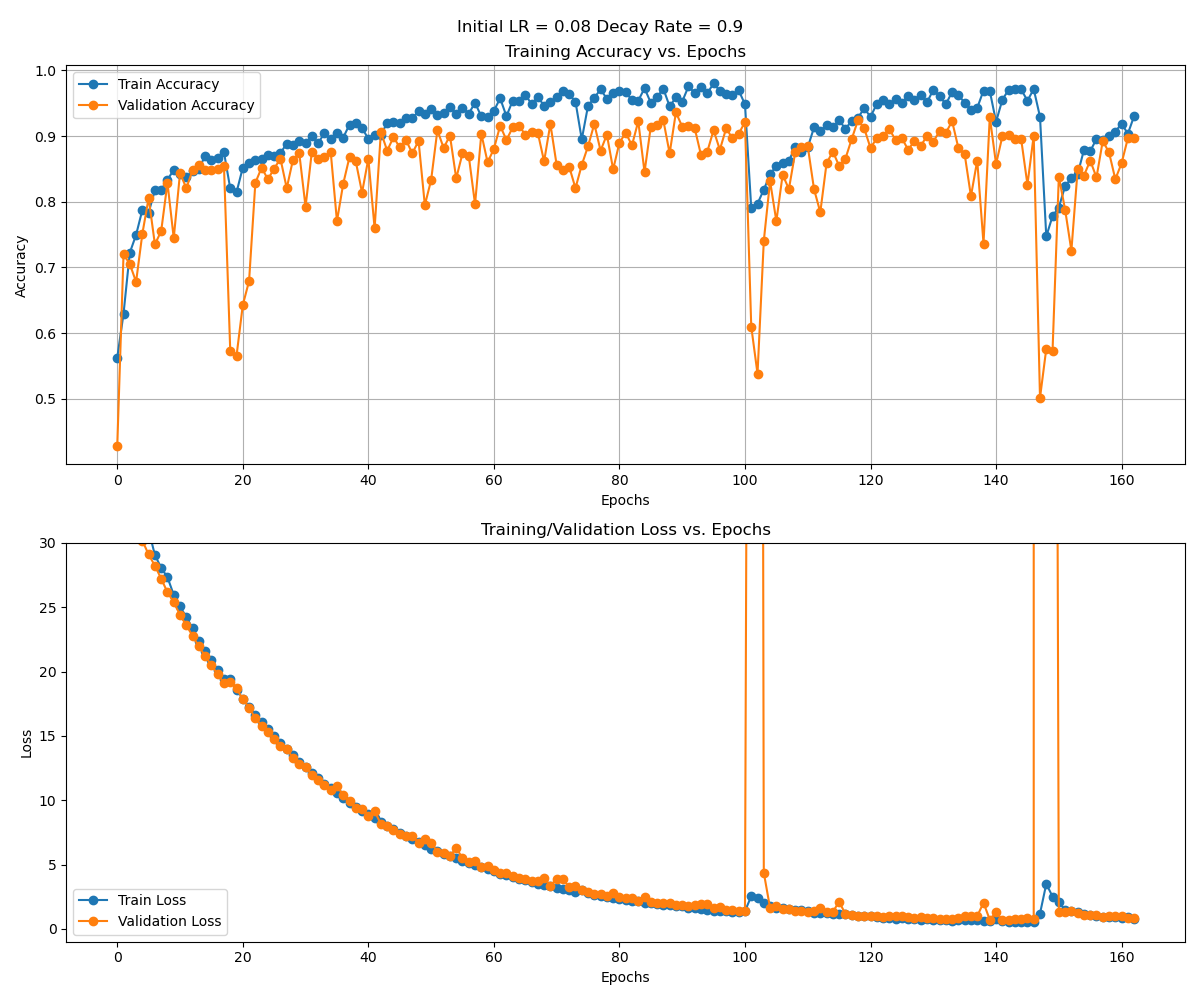 Initial LR = 0.08 Decay Rate = 0.9
Training Accuracy vs. Epochs
1.0
0.9
0.8
0.7
0.6
0.5
Accuracy
Train Accuracy
Validation Accuracy
0 20 40 60 80 100 120 140 160
Epochs
Training/Validation Loss vs. Epochs
30
25
20
15
10
5
0
Loss
Train Loss
Validation Loss
0 20 40 60 80 100 120 140 160
Epochs